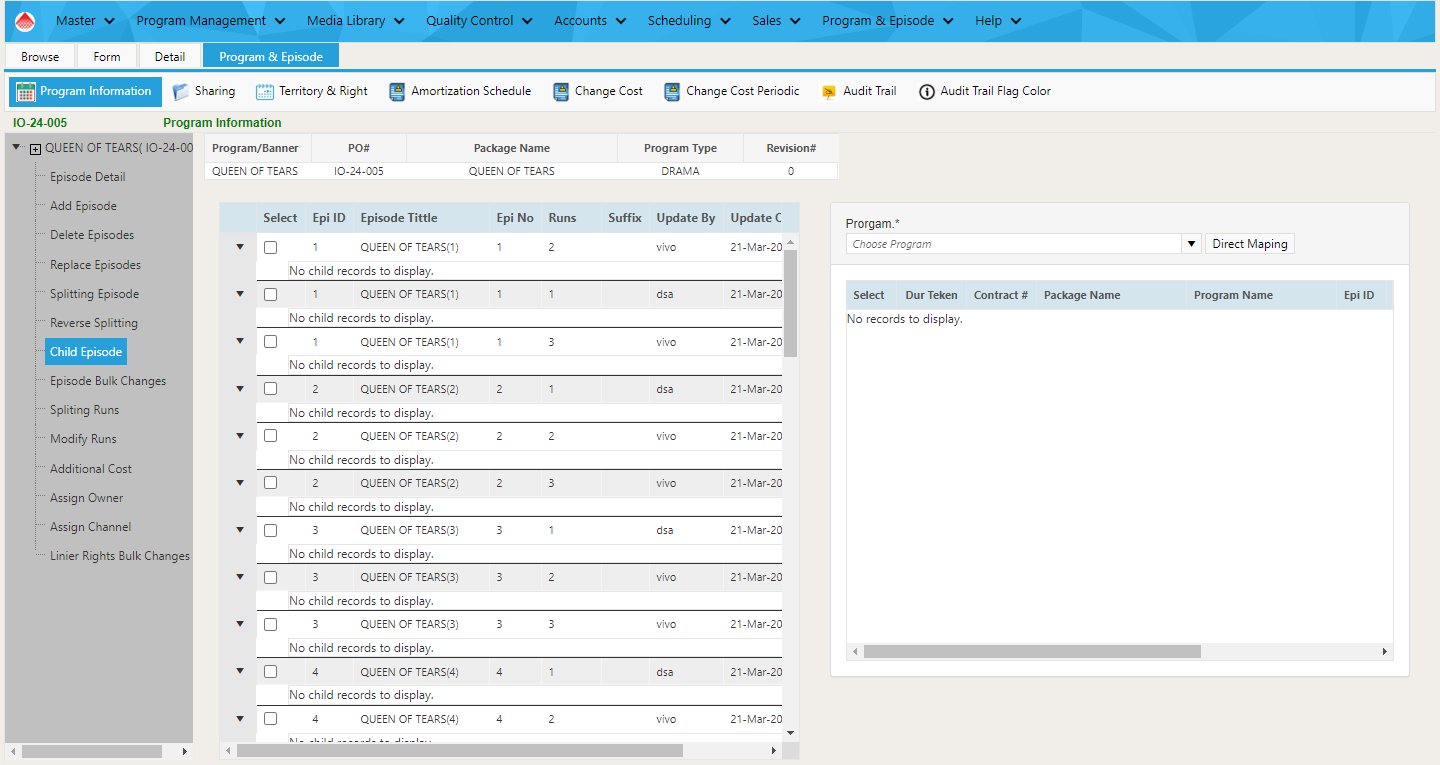 Master Program Management Media Library Quality Control Accounts Scheduling Sales Program & Episode Help
Browse Form Detail Program & Episode
Program Information Sharing Territory & Right Amortization Schedule Change Cost Change Cost Periodic Audit Trail Audit Trail Flag Color
IO-24-005 Program Information
QUEEN OF TEARS( IO-24-00
Episode Detail
Add Episode
Delete Episodes
Replace Episodes
Splitting Episode
Reverse Splitting
Child Episode
Episode Bulk Changes
Spliting Runs
Modify Runs
Additional Cost
Assign Owner
Assign Channel
Linier Rights Bulk Changes
Program/Banner PO# Package Name Program Type Revision#
QUEEN OF TEARS IO-24-005 QUEEN OF TEARS DRAMA 0
Select Epi ID Episode Tittle Epi No Runs Suffix Update By Update C
1 QUEEN OF TEARS(1) 1 2 vivo 21-Mar-20
No child records to display.
1 QUEEN OF TEARS(1) 1 1 dsa 21-Mar-20
No child records to display.
1 QUEEN OF TEARS(1) 1 3 vivo 21-Mar-20
No child records to display.
2 QUEEN OF TEARS(2) 2 1 dsa 21-Mar-20
No child records to display.
2 QUEEN OF TEARS(2) 2 2 vivo 21-Mar-20
No child records to display.
2 QUEEN OF TEARS(2) 2 3 vivo 21-Mar-20
No child records to display.
3 QUEEN OF TEARS(3) 3 1 dsa 21-Mar-20
No child records to display.
3 QUEEN OF TEARS(3) 3 2 vivo 21-Mar-20
No child records to display.
3 QUEEN OF TEARS(3) 3 3 vivo 21-Mar-20
No child records to display.
4 QUEEN OF TEARS(4) 4 1 dsa 21-Mar-20
No child records to display.
4 QUEEN OF TEARS(4) 4 2 vivo 21-Mar-20
No child records to display.
Prorgam.*
Choose Program Direct Maping
Select Dur Teken Contract # Package Name Program Name Epi ID
No records to display.